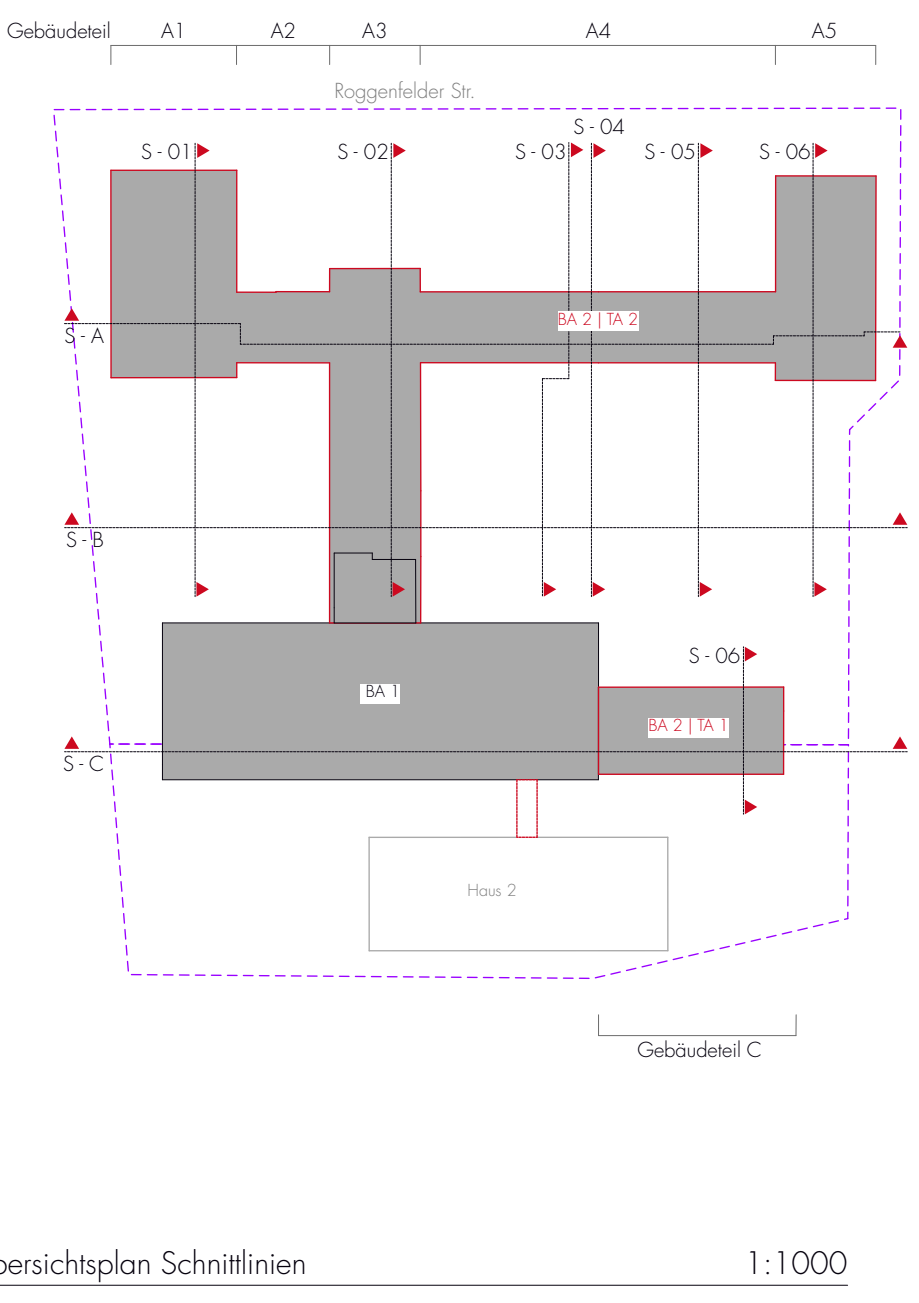 Gebäudeteil A1 A2 A3 A4 A5
Roggenfelder Str.
S - 04
S - 01 S - 02 S - 03 S - 05 S - 06
BA 2 | TA 2
S - A
S - B
S - 06
BA 1
BA 2 | TA 1
S - C
Haus 2
Gebäudeteil C
bersichtsplan Schnittlinien 1:1000